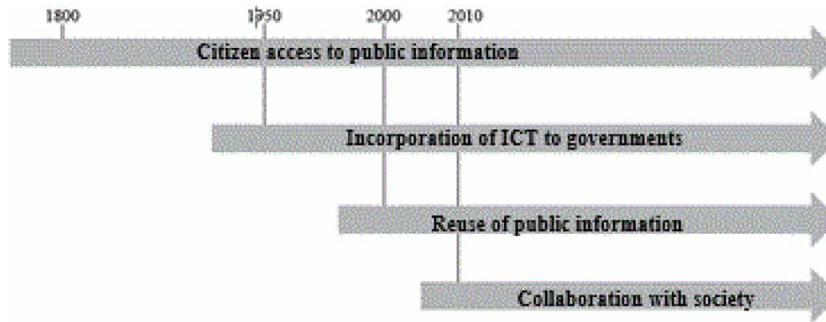 1800 1950 2000 2010
Citizen access to public information
Incorporation of ICT to governments
Reuse of public information
Collaboration with society